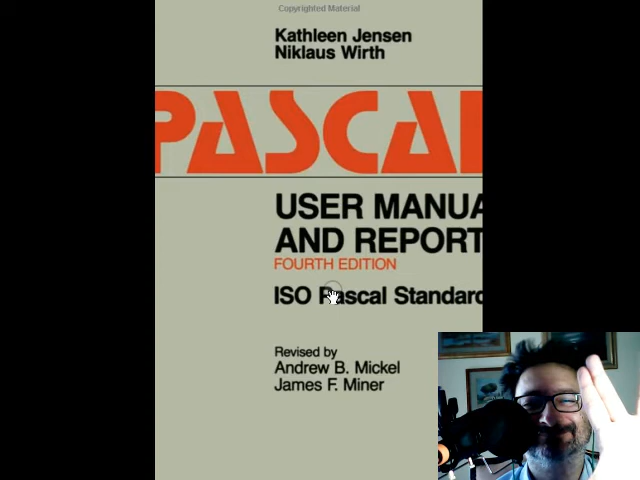 Copyrighted Material
Kathleen Jensen
Niklaus Wirth
PASCAL
USER MANUA
AND REPORT
FOURTH EDITION
ISO Pascal Standard
Revised by
Andrew B. Mickel
James F. Miner